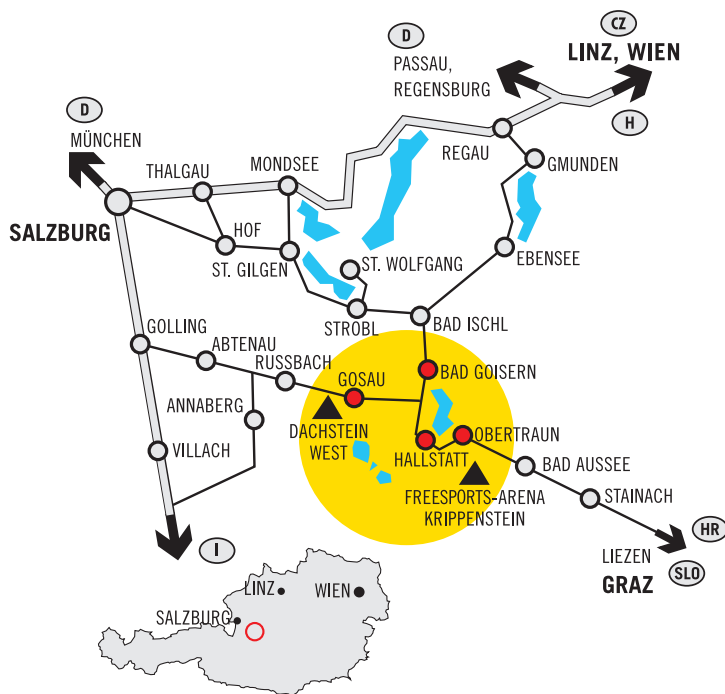 CZ
D
LINZ, WIEN
PASSAU,
REGENSBURG
D
H
MÜNCHEN
REGAU
GMUNDEN
THALGAU
MONDSEE
SALZBURG
HOF
ST. GILGEN
ST. WOLFGANG
EBENSEE
STROBL
BAD ISCHL
GOLLING
ABTENAU
RUSSBACH
GOSAU
BAD GOISERN
ANNABERG
DACHSTEIN
WEST
OBERTRAUN
HALLSTATT
VILLACH
BAD AUSSEE
FREESPORTS-ARENA
KRIPPENSTEIN
STAINACH
HR
I
LIEZEN
GRAZ
SLO
LINZ
WIEN
SALZBURG